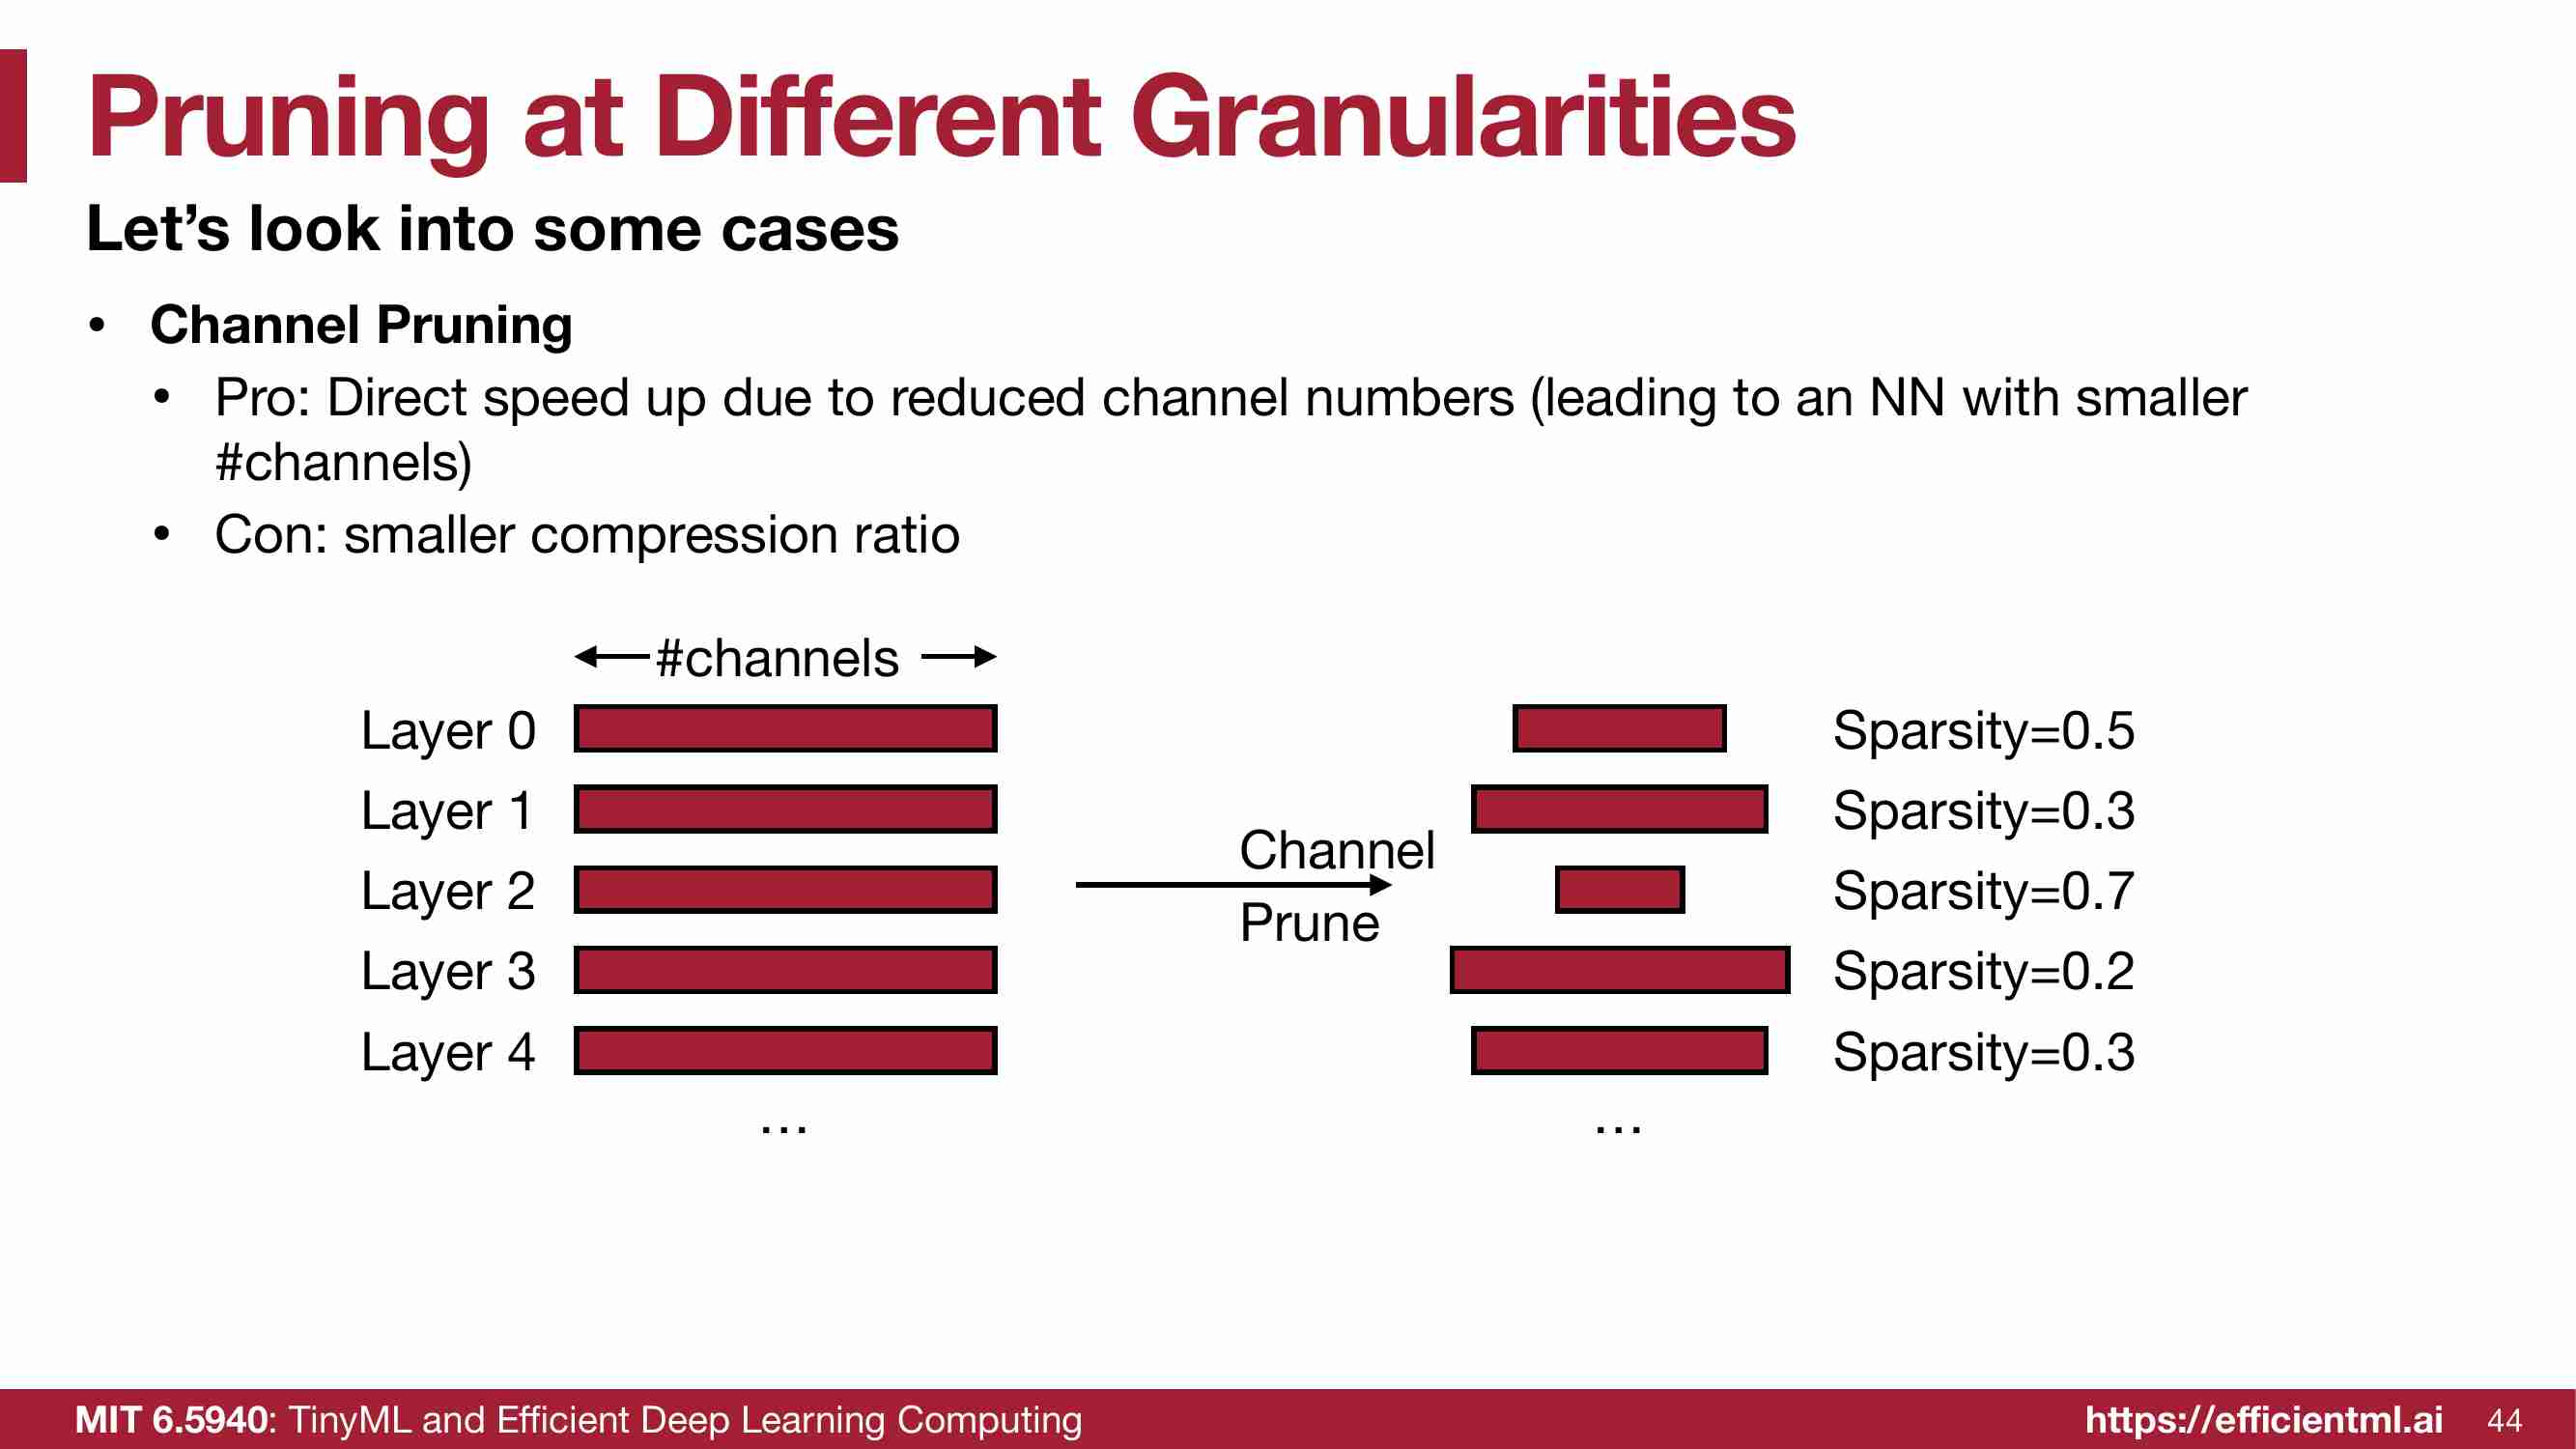 Pruning at Different Granularities
Let’s look into some cases
• Channel Pruning
• Pro: Direct speed up due to reduced channel numbers (leading to an NN with smaller
#channels)
• Con: smaller compression ratio
#channels
Layer 0
Sparsity=0.5
Layer 1
Sparsity=0.3
Channel
Layer 2
Sparsity=0.7
Prune
Layer 3
Sparsity=0.2
Layer 4
Sparsity=0.3
... ...
MIT 6.5940: TinyML and Efficient Deep Learning Computing
https://efficientml.ai 44